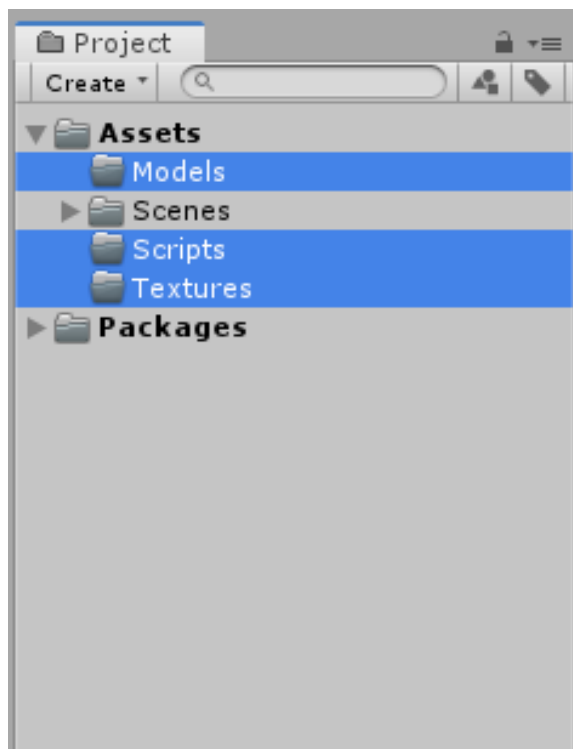 Project
Create
Assets
Models
Scenes
Scripts
Textures
Packages